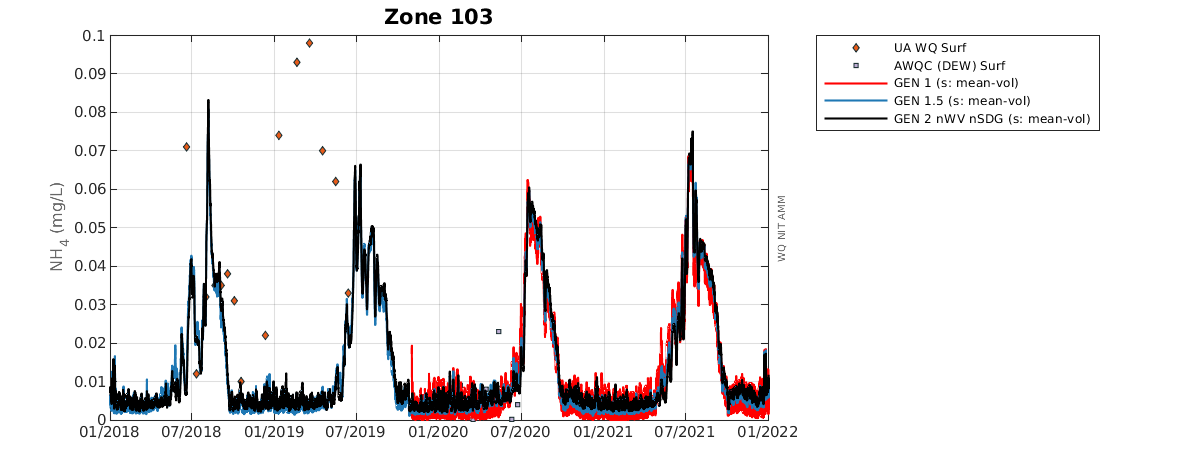 Zone 103
0.1
0.09
0.08
0.07
0.06
0.05
0.04
0.03
0.02
0.01
0
NH4 (mg/L)
01/2018 07/2018 01/2019 07/2019 01/2020 07/2020 01/2021 07/2021 01/2022
WQ NIT AMM
UA WQ Surf
AWQC (DEW) Surf
GEN 1 (s: mean-vol)
GEN 1.5 (s: mean-vol)
GEN 2 nWV nSDG (s: mean-vol)